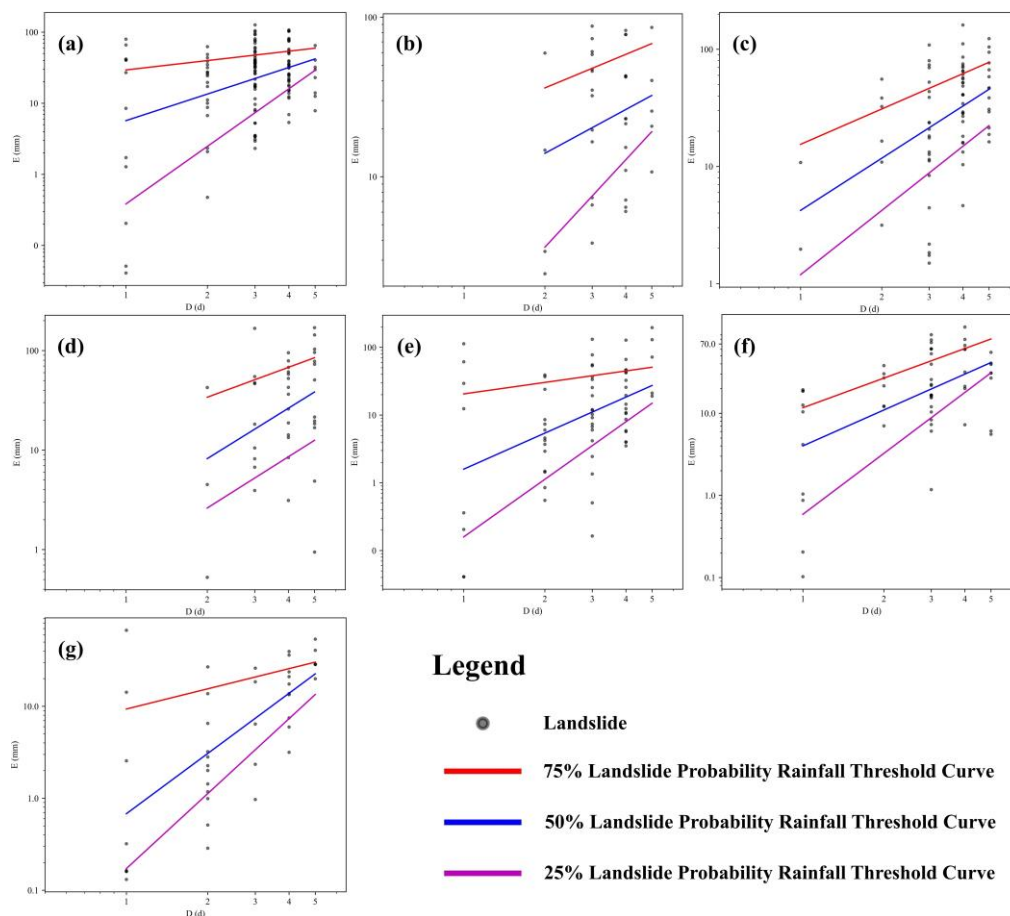 (a)
100
10
1
0
E (mm)
1 2 3 4 5
D (d)
(b)
100
10
E (mm)
1 2 3 4 5
D (d)
(c)
100
10
1
E (mm)
1 2 3 4 5
D (d)
(d)
100
10
1
E (mm)
1 2 3 4 5
D (d)
(e)
100
10
1
0
E (mm)
1 2 3 4 5
D (d)
(f)
70.0
10.0
1.0
0.1
E (mm)
1 2 3 4 5
D (d)
(g)
10.0
1.0
0.1
E (mm)
1 2 3 4 5
D (d)
Legend
Landslide
75% Landslide Probability Rainfall Threshold Curve
50% Landslide Probability Rainfall Threshold Curve
25% Landslide Probability Rainfall Threshold Curve